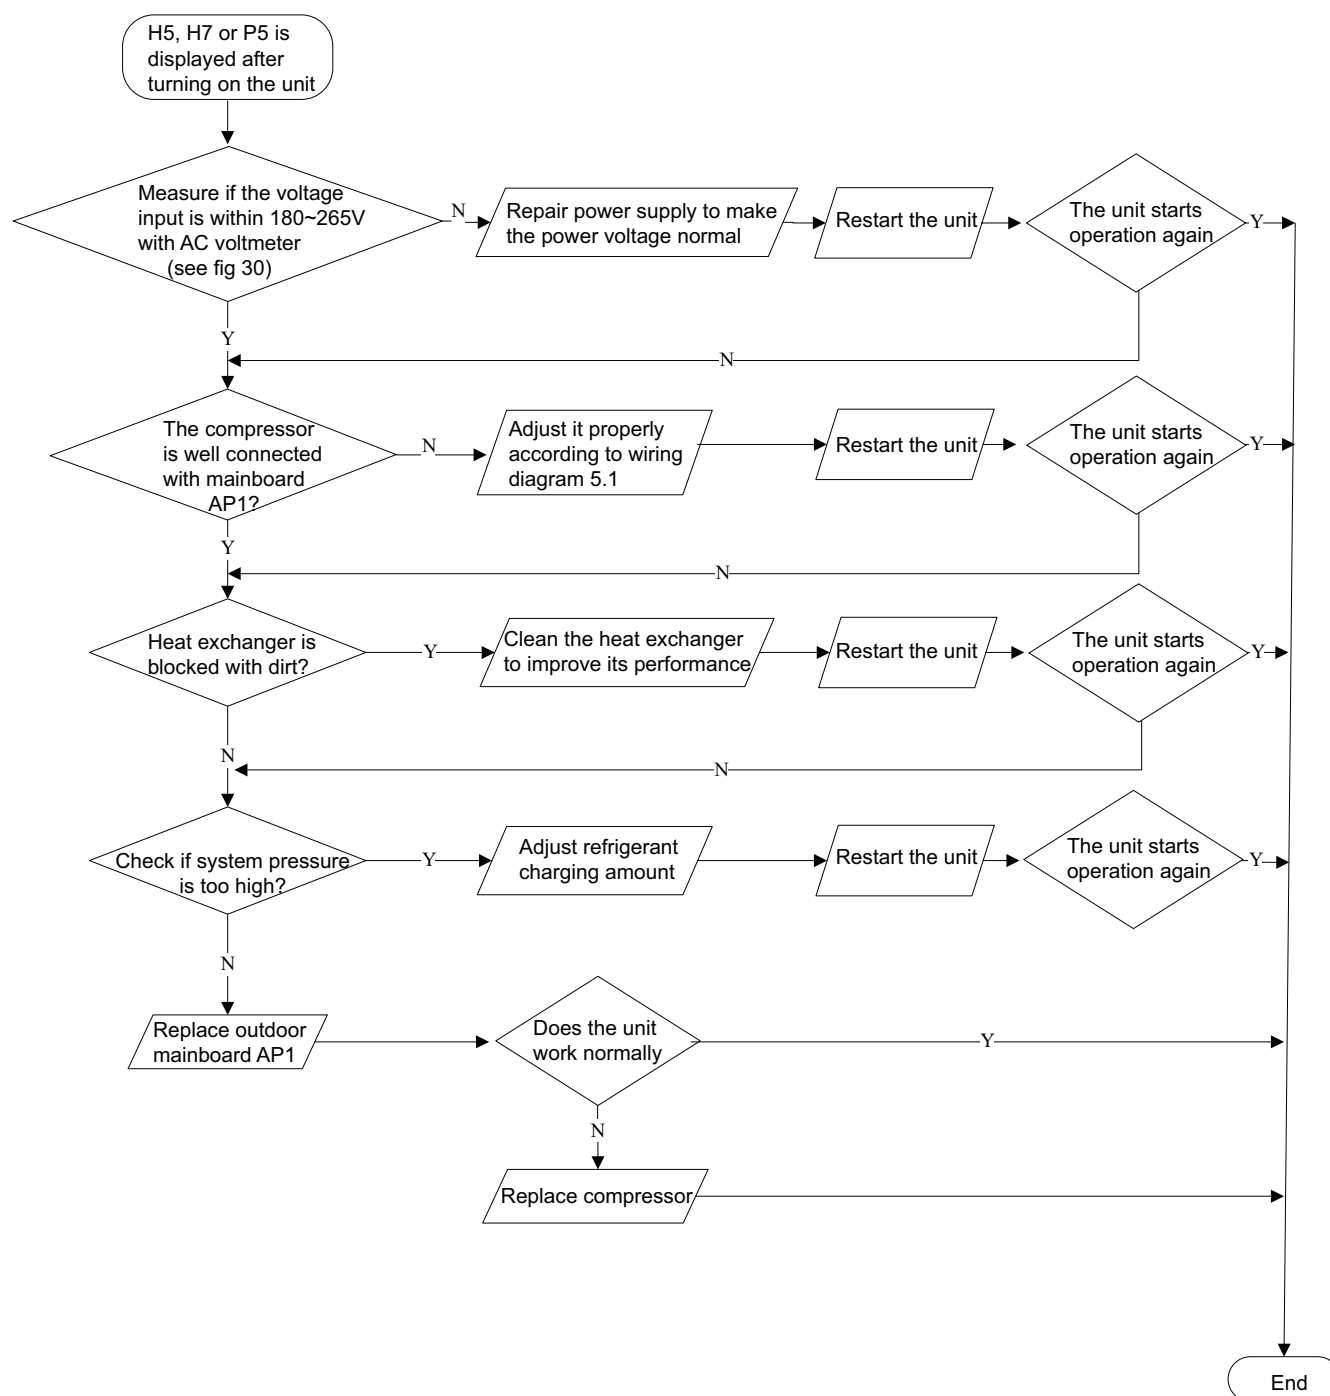 H5, H7 or P5 is
displayed after
turning on the unit
Measure if the voltage
input is within 180~265V
with AC voltmeter
(see fig 30)
N
Repair power supply to make
the power voltage normal
Restart the unit
The unit starts
operation again
Y
Y
N
The compressor
is well connected
with mainboard
AP1?
N
Adjust it properly
according to wiring
diagram 5.1
Restart the unit
The unit starts
operation again
Y
Y
N
Heat exchanger is
blocked with dirt?
Y
Clean the heat exchanger
to improve its performance
Restart the unit
The unit starts
operation again
Y
N
N
Check if system pressure
is too high?
Y
Adjust refrigerant
charging amount
Restart the unit
The unit starts
operation again
Y
N
Replace outdoor
mainboard AP1
Does the unit
work normally
Y
N
Replace compressor
End